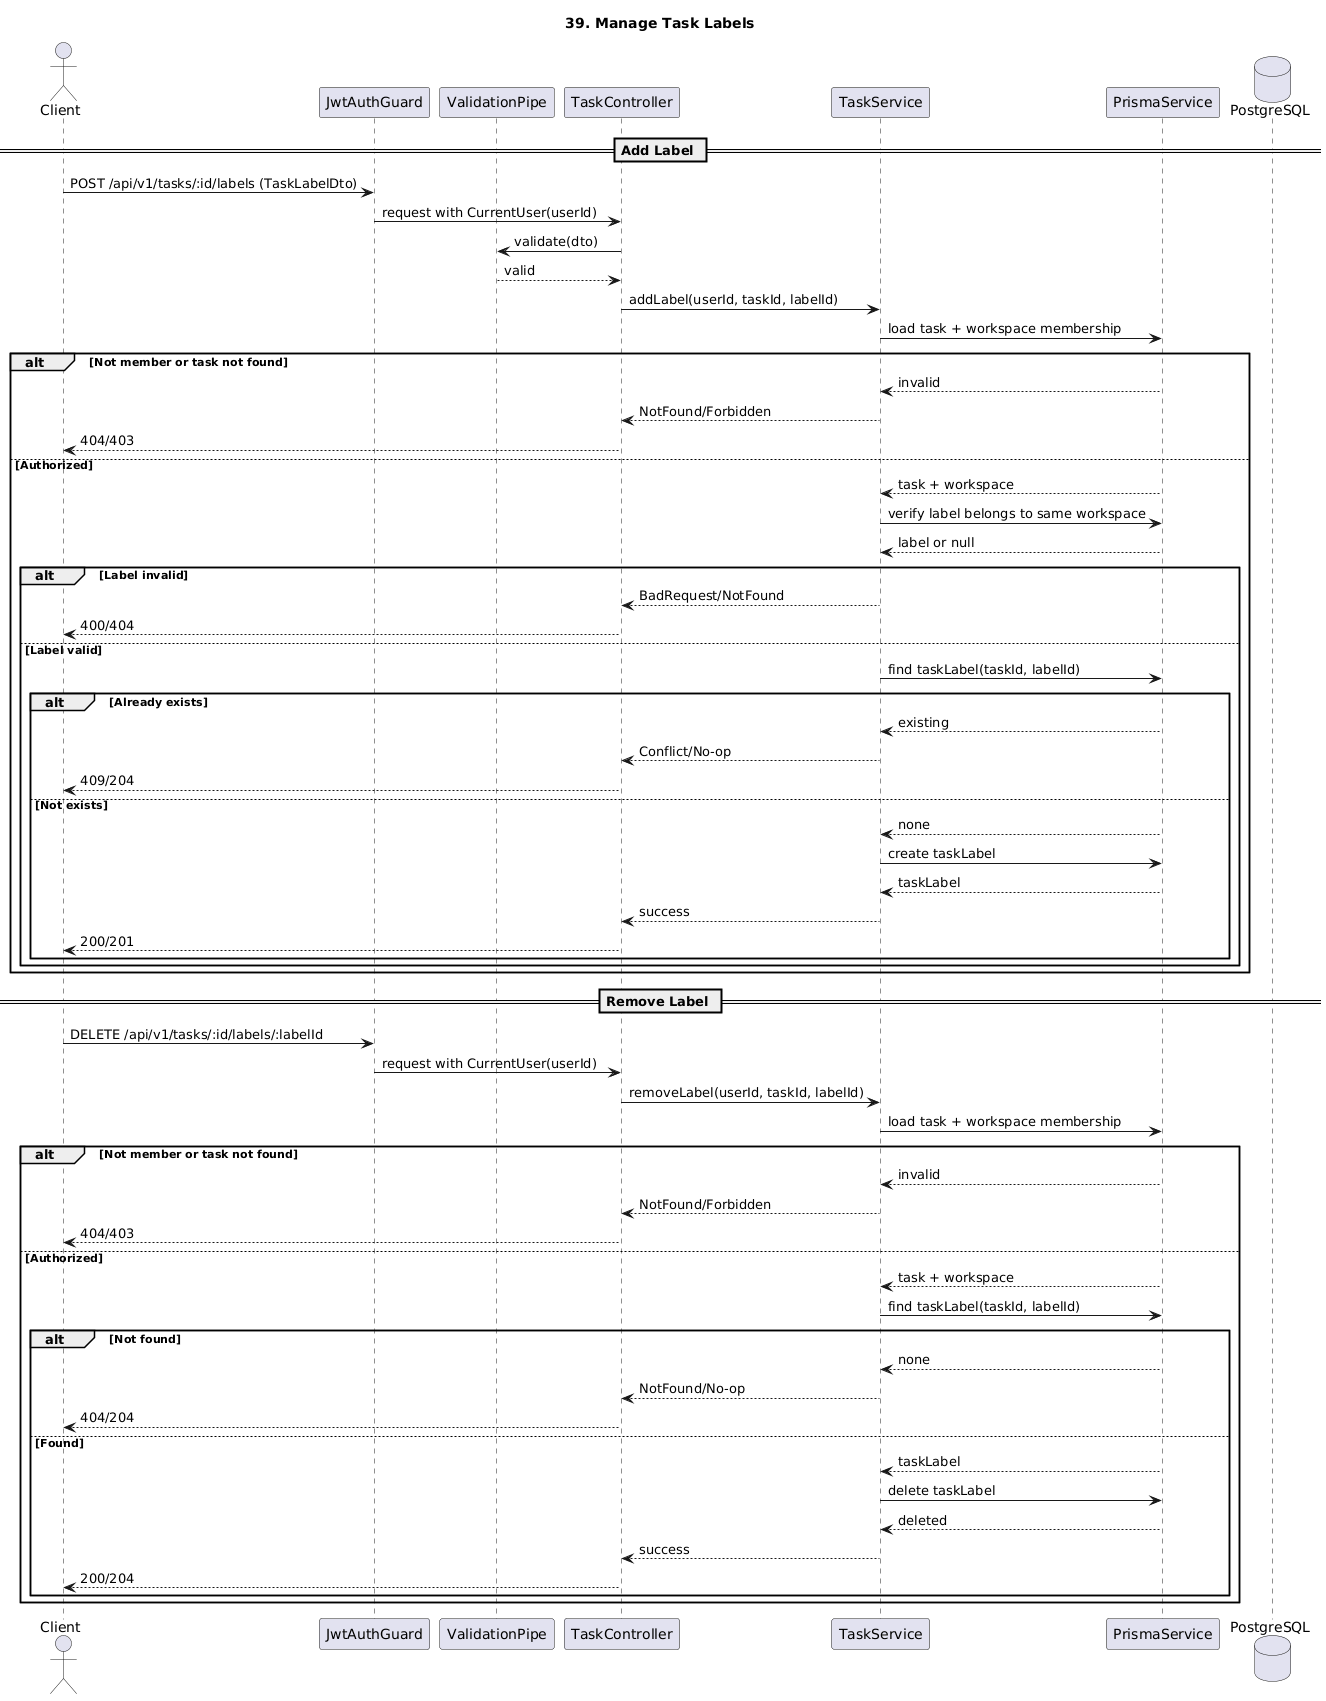 39. Manage Task Labels
Client
JwtAuthGuard
ValidationPipe
TaskController
TaskService
PrismaService
PostgreSQL
Add Label
POST /api/v1/tasks/:id/labels (TaskLabelDto)
request with CurrentUser(userId)
validate(dto)
valid
addLabel(userId, taskId, labelId)
load task + workspace membership
alt [Not member or task not found]
invalid
NotFound/Forbidden
404/403
[Authorized]
task + workspace
verify label belongs to same workspace
label or null
alt [Label invalid]
BadRequest/NotFound
400/404
[Label valid]
find taskLabel(taskId, labelId)
alt [Already exists]
existing
Conflict/No-op
409/204
[Not exists]
none
create taskLabel
taskLabel
success
200/201
Remove Label
DELETE /api/v1/tasks/:id/labels/:labelId
request with CurrentUser(userId)
removeLabel(userId, taskId, labelId)
load task + workspace membership
alt [Not member or task not found]
invalid
NotFound/Forbidden
404/403
[Authorized]
task + workspace
find taskLabel(taskId, labelId)
alt [Not found]
none
NotFound/No-op
404/204
[Found]
taskLabel
delete taskLabel
deleted
success
200/204
Client
JwtAuthGuard
ValidationPipe
TaskController
TaskService
PrismaService
PostgreSQL